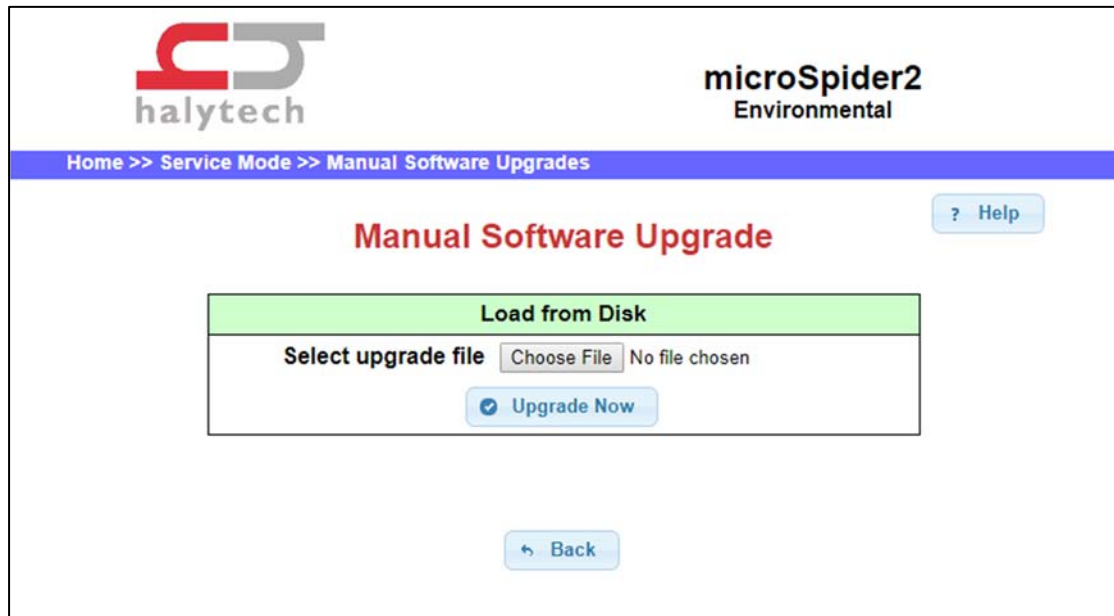 halytech
microSpider2
Environmental
Home >> Service Mode >> Manual Software Upgrades
? Help
Manual Software Upgrade
Load from Disk
Select upgrade file Choose File No file chosen
Upgrade Now
Back